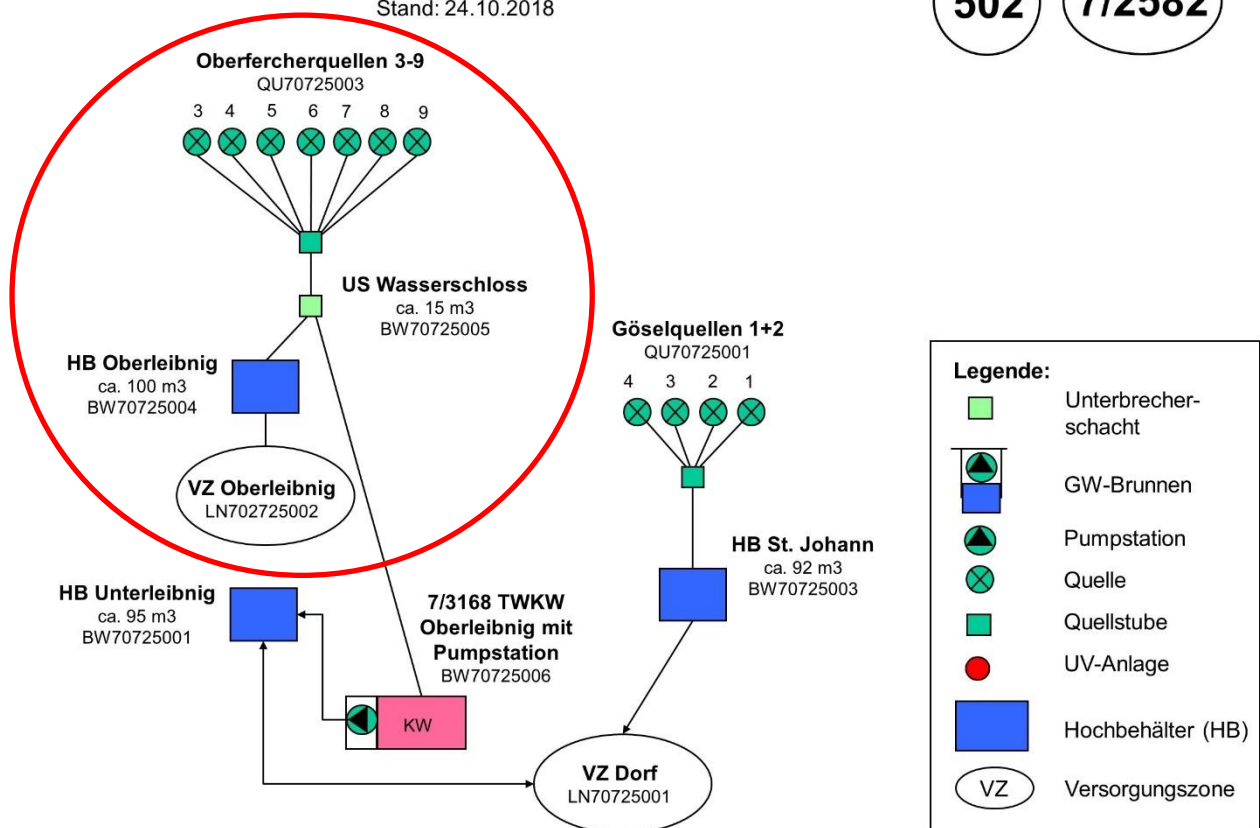 Stand: 24.10.2018
502
7/2582
Oberfercherquellen 3-9
QU70725003
3 4 5 6 7 8 9
US Wasserschloss
ca. 15 m3
BW70725005
HB Oberleibnig
ca. 100 m3
BW70725004
VZ Oberleibnig
LN702725002
Göselquellen 1+2
QU70725001
4 3 2 1
HB St. Johann
ca. 92 m3
BW70725003
HB Unterleibnig
ca. 95 m3
BW70725001
7/3168 TWKW
Oberleibnig mit
Pumpstation
BW70725006
KW
VZ Dorf
LN70725001
Legende:
Unterbrecher-
schacht
GW-Brunnen
Pumpstation
Quelle
Quellstube
UV-Anlage
Hochbehälter (HB)
VZ
Versorgungszone